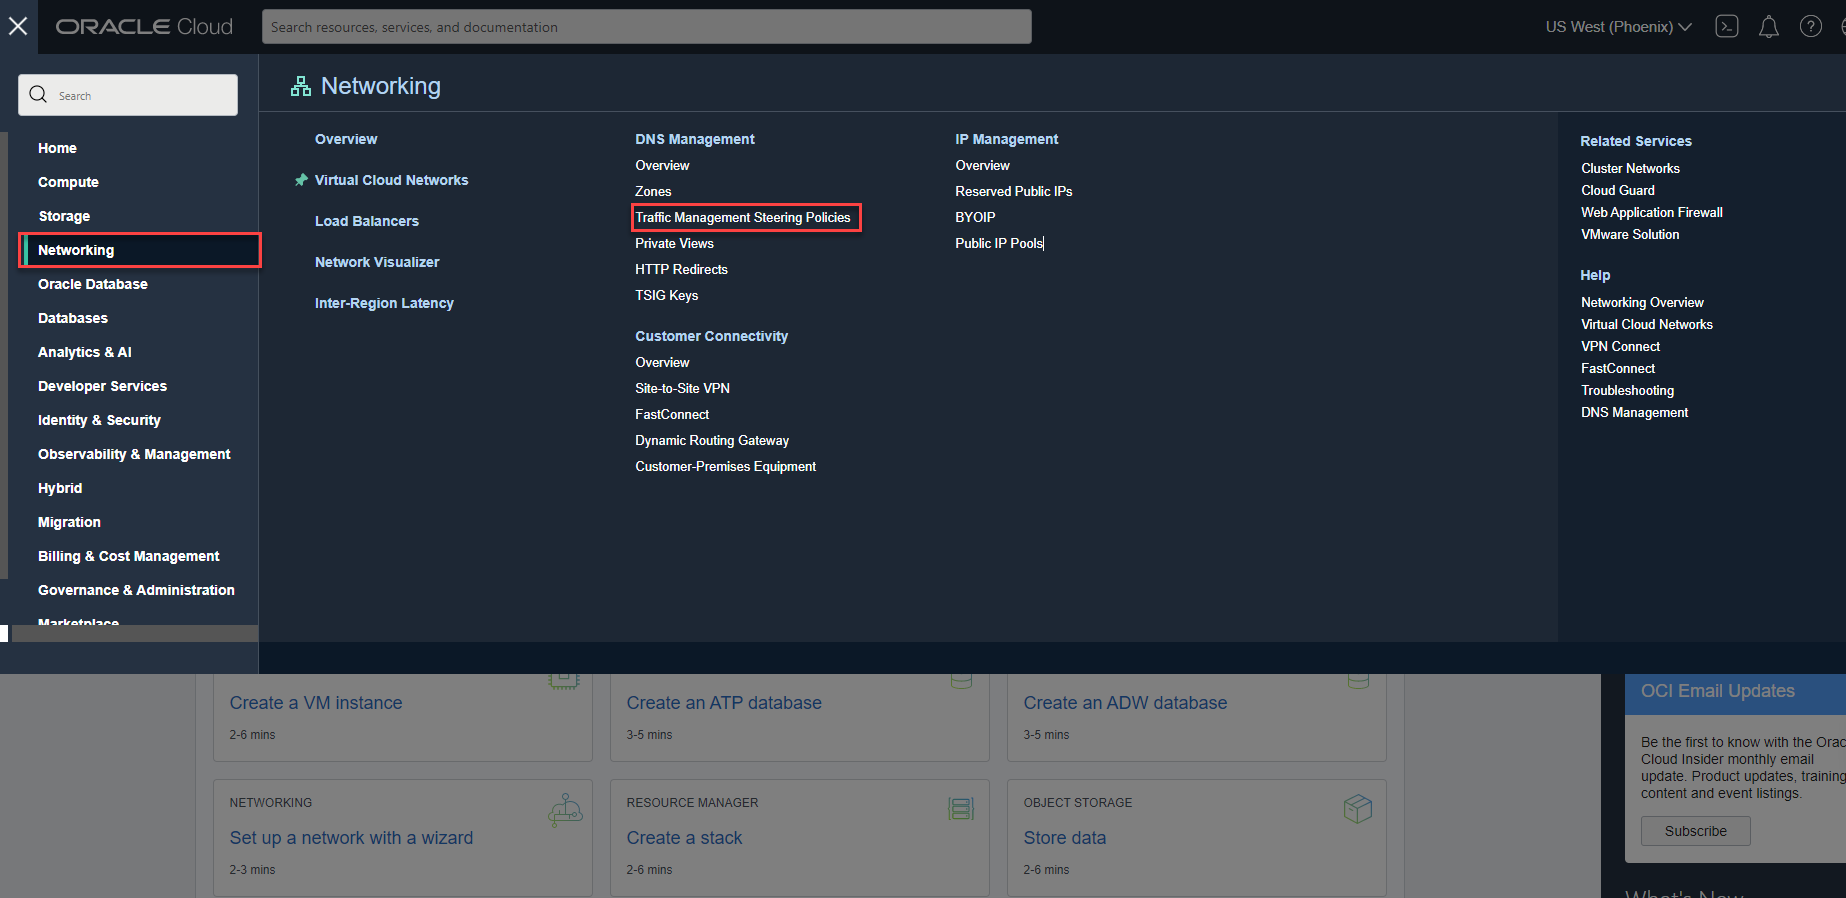 ORACLE Cloud
Search resources, services, and documentation
US West (Phoenix)
Search
Home
Compute
Storage
Networking
Oracle Database
Databases
Analytics & AI
Developer Services
Identity & Security
Observability & Management
Hybrid
Migration
Billing & Cost Management
Governance & Administration
Marketplace
Networking
Overview
Virtual Cloud Networks
Load Balancers
Network Visualizer
Inter-Region Latency
DNS Management
Overview
Zones
Traffic Management Steering Policies
Private Views
HTTP Redirects
TSIG Keys
Customer Connectivity
Overview
Site-to-Site VPN
FastConnect
Dynamic Routing Gateway
Customer-Premises Equipment
IP Management
Overview
Reserved Public IPs
BYOIP
Public IP Pools
Related Services
Cluster Networks
Cloud Guard
Web Application Firewall
VMware Solution
Help
Networking Overview
Virtual Cloud Networks
VPN Connect
FastConnect
Troubleshooting
DNS Management
Create a VM instance
2-6 mins
Create an ATP database
3-5 mins
Create an ADW database
3-5 mins
NETWORKING
Set up a network with a wizard
2-3 mins
RESOURCE MANAGER
Create a stack
2-6 mins
OBJECT STORAGE
Store data
2-6 mins
OCI Email Updates
Be the first to know with the Orac
Cloud Insider monthly email
update. Product updates, training
content and event listings.
Subscribe
What's New